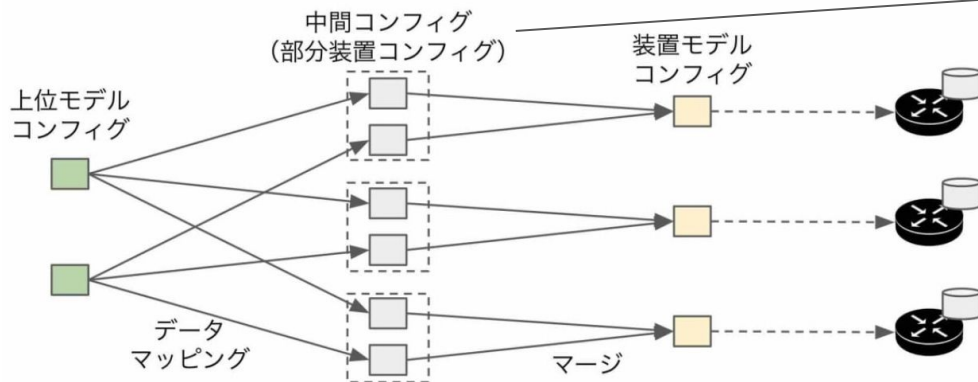 中間コンフィグ
（部分装置コンフィグ）
装置モデル
コンフィグ
上位モデル
コンフィグ
データ
マッピング
マージ